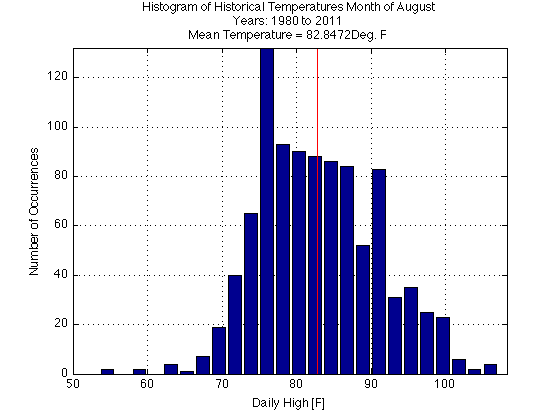 Histogram of Historical Temperatures Month of August
Years: 1980 to 2011
Mean Temperature = 82.8472Deg. F
120
100
80
60
40
20
0
Number of Occurrences
50 60 70 80 90 100
Daily High [F]